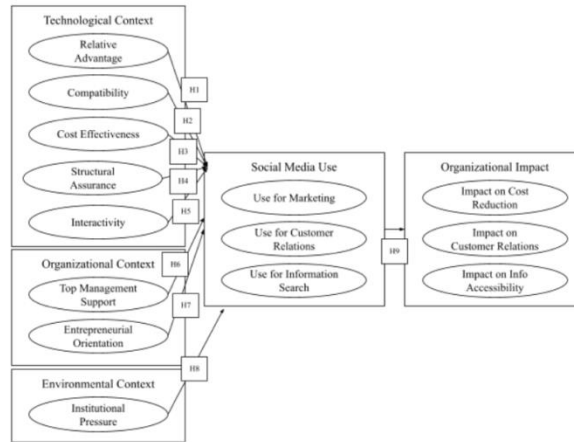 Technological Context
Relative
Advantage
Compatibility
Cost Effectiveness
Structural
Assurance
Interactivity
Organizational Context
Top Management
Support
Entrepreneurial
Orientation
Environmental Context
Institutional
Pressure
H1
H2
H3
H4
H5
H6
H7
H8
Social Media Use
Use for Marketing
Use for Customer
Relations
Use for Information
Search
H9
Organizational Impact
Impact on Cost
Reduction
Impact on
Customer Relations
Impact on Info
Accessibility